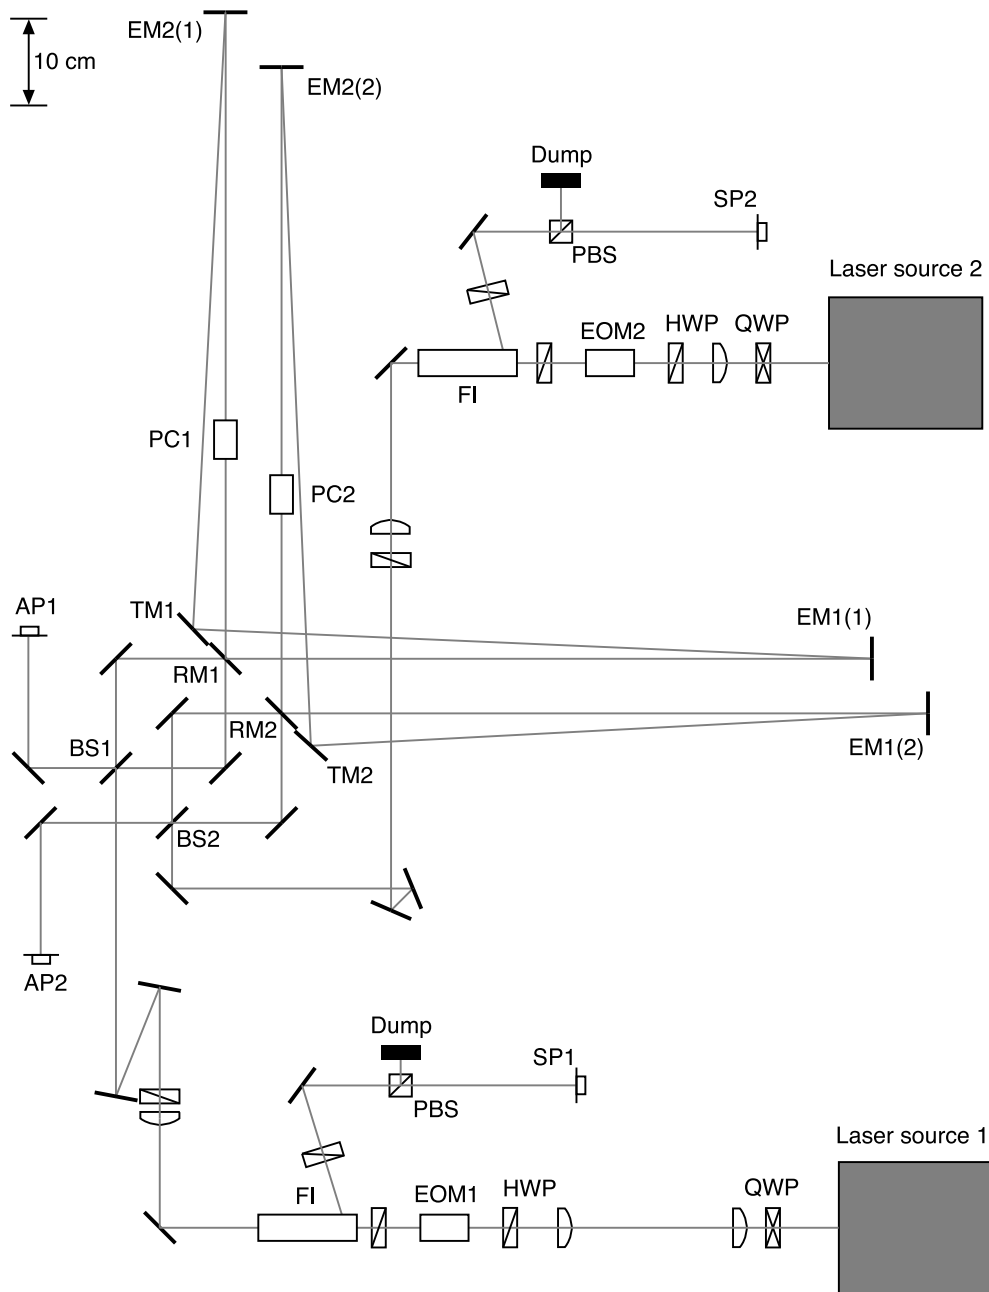 EM2(1)
10 cm
EM2(2)
Dump
SP2
PBS
Laser source 2
EOM2
HWP
QWP
FI
PC1
PC2
AP1
TM1
EM1(1)
RM1
RM2
BS1
EM1(2)
TM2
BS2
AP2
Dump
SP1
PBS
Laser source 1
FI
EOM1
HWP
QWP